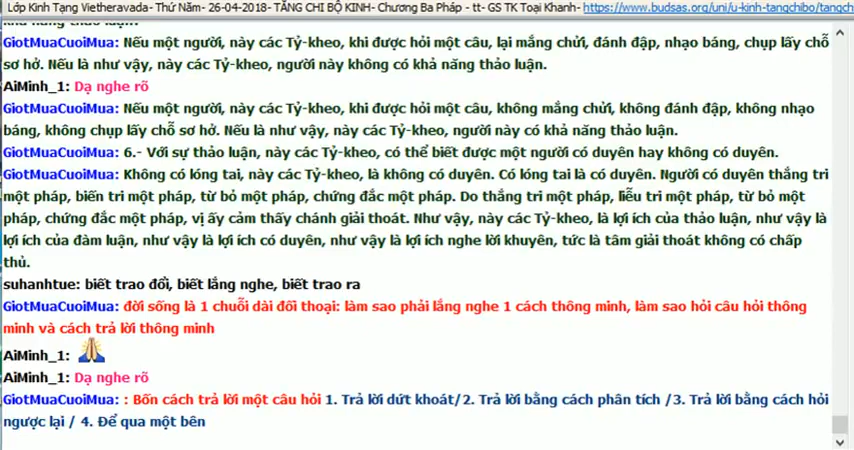 Lớp Kinh Tạng Vietheravada- Thứ Năm- 26-04-2018- TĂNG CHI BỘ KINH- Chương Ba Pháp - tt- GS TK Toại Khanh- https://www.budsas.org/uni/u-kinh-tangchibo/tangch
GiotMuaCuoiMua: Nếu một người, này các Tỷ-kheo, khi được hỏi một câu, lại mắng chửi, đánh đập, nhạo báng, chụp lấy chỗ
sơ hở. Nếu là như vậy, này các Tỷ-kheo, người này không có khả năng thảo luận.
AiMinh_1: Dạ nghe rõ
GiotMuaCuoiMua: Nếu một người, này các Tỷ-kheo, khi được hỏi một câu, không mắng chửi, không đánh đập, không nhạo
báng, không chụp lấy chỗ sơ hở. Nếu là như vậy, này các Tỷ-kheo, người này có khả năng thảo luận.
GiotMuaCuoiMua: 6.- Với sự thảo luận, này các Tỷ-kheo, có thể biết được một người có duyên hay không có duyên.
GiotMuaCuoiMua: Không có lóng tai, này các Tỷ-kheo, là không có duyên. Có lóng tai là có duyên. Người có duyên thắng tri
một pháp, biến tri một pháp, từ bỏ một pháp, chứng đắc một pháp. Do thắng tri một pháp, liễu tri một pháp, từ bỏ một
pháp, chứng đắc một pháp, vị ấy cảm thấy chánh giải thoát. Như vậy, này các Tỷ-kheo, là lợi ích của thảo luận, như vậy là
lợi ích của đàm luận, như vậy là lợi ích có duyên, như vậy là lợi ích nghe lời khuyên, tức là tâm giải thoát không có chấp
thủ.
suhanhtue: biết trao đổi, biết lắng nghe, biết trao ra
GiotMuaCuoiMua: đời sống là 1 chuỗi dài đối thoại: làm sao phải lắng nghe 1 cách thông minh, làm sao hỏi câu hỏi thông
minh và cách trả lời thông minh
AiMinh_1:
AiMinh_1: Dạ nghe rõ
GiotMuaCuoiMua: : Bốn cách trả lời một câu hỏi 1. Trả lời dứt khoát/2. Trả lời bằng cách phân tích /3. Trả lời bằng cách hỏi
ngược lại / 4. Để qua một bên